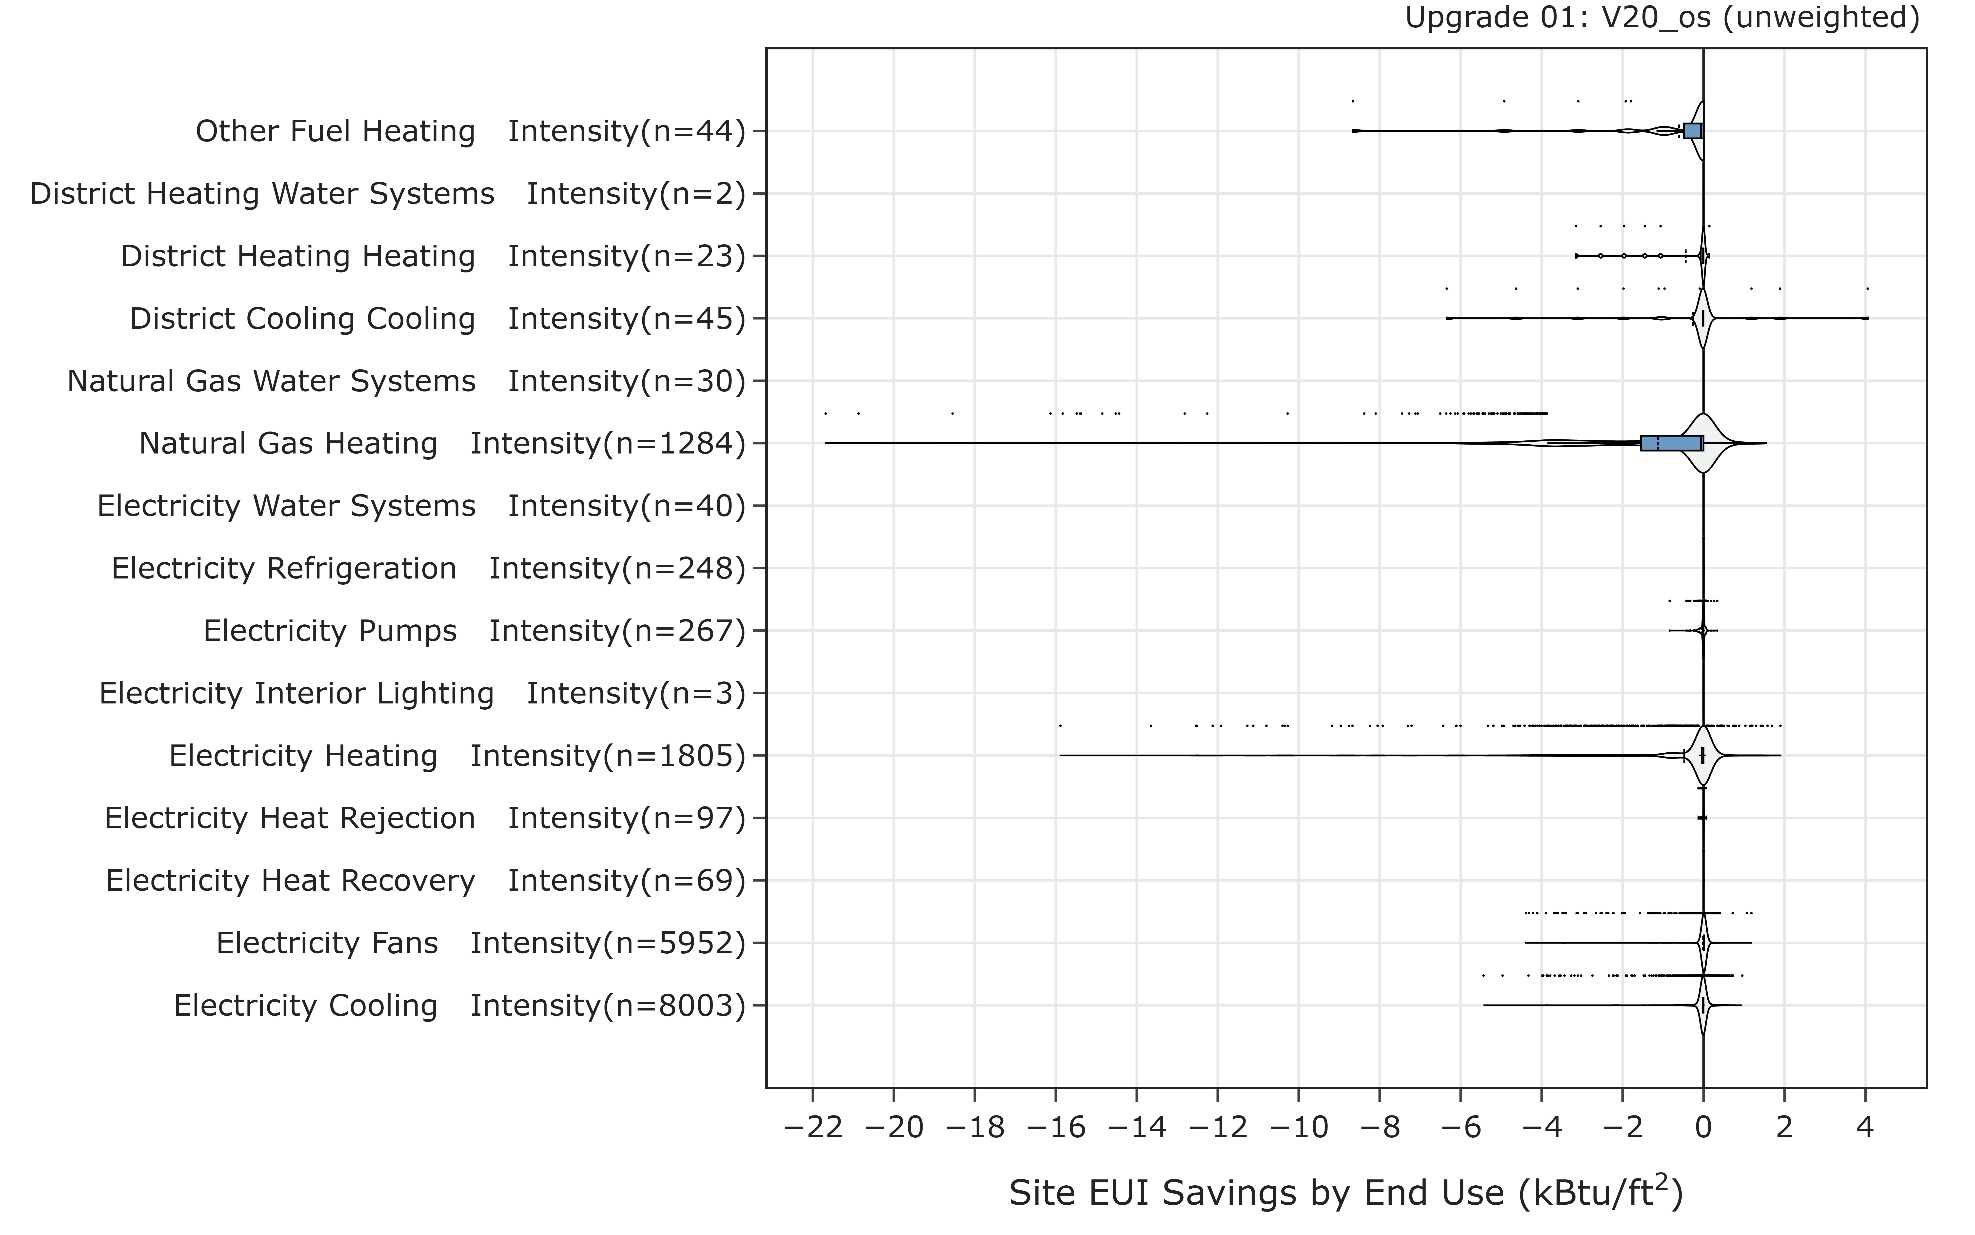 Upgrade 01: V20_os (unweighted)
Other Fuel Heating Intensity(n=44)
District Heating Water Systems Intensity(n=2)
District Heating Heating Intensity(n=23)
District Cooling Cooling Intensity(n=45)
Natural Gas Water Systems Intensity(n=30)
Natural Gas Heating Intensity(n=1284)
Electricity Water Systems Intensity(n=40)
Electricity Refrigeration Intensity(n=248)
Electricity Pumps Intensity(n=267)
Electricity Interior Lighting Intensity(n=3)
Electricity Heating Intensity(n=1805)
Electricity Heat Rejection Intensity(n=97)
Electricity Heat Recovery Intensity(n=69)
Electricity Fans Intensity(n=5952)
Electricity Cooling Intensity(n=8003)
−22 −20 −18 −16 −14 −12 −10 −8 −6 −4 −2 0 2 4
Site EUI Savings by End Use (kBtu/ft²)